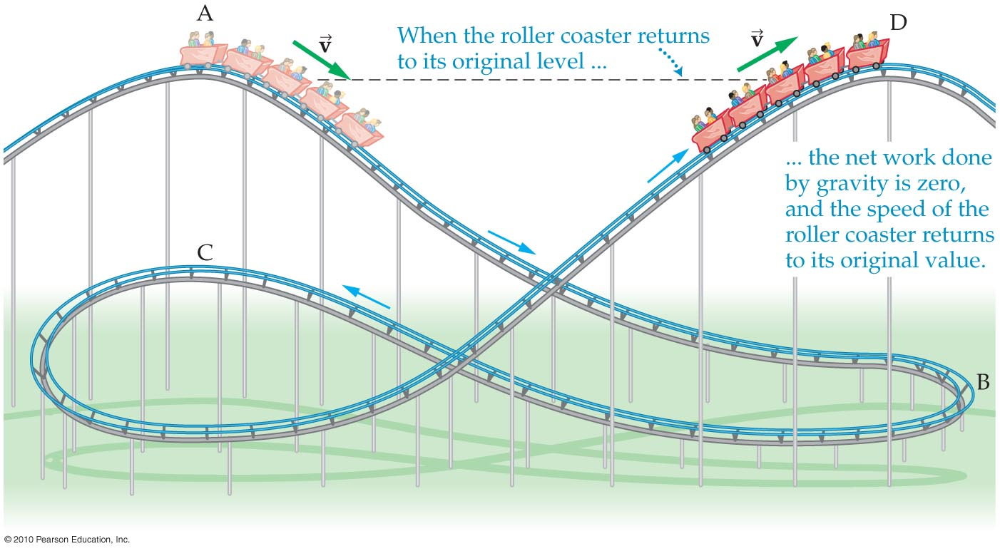 A
v
When the roller coaster returns
to its original level ...
v
D
... the net work done
by gravity is zero,
and the speed of the
roller coaster returns
to its original value.
C
B
© 2010 Pearson Education, Inc.